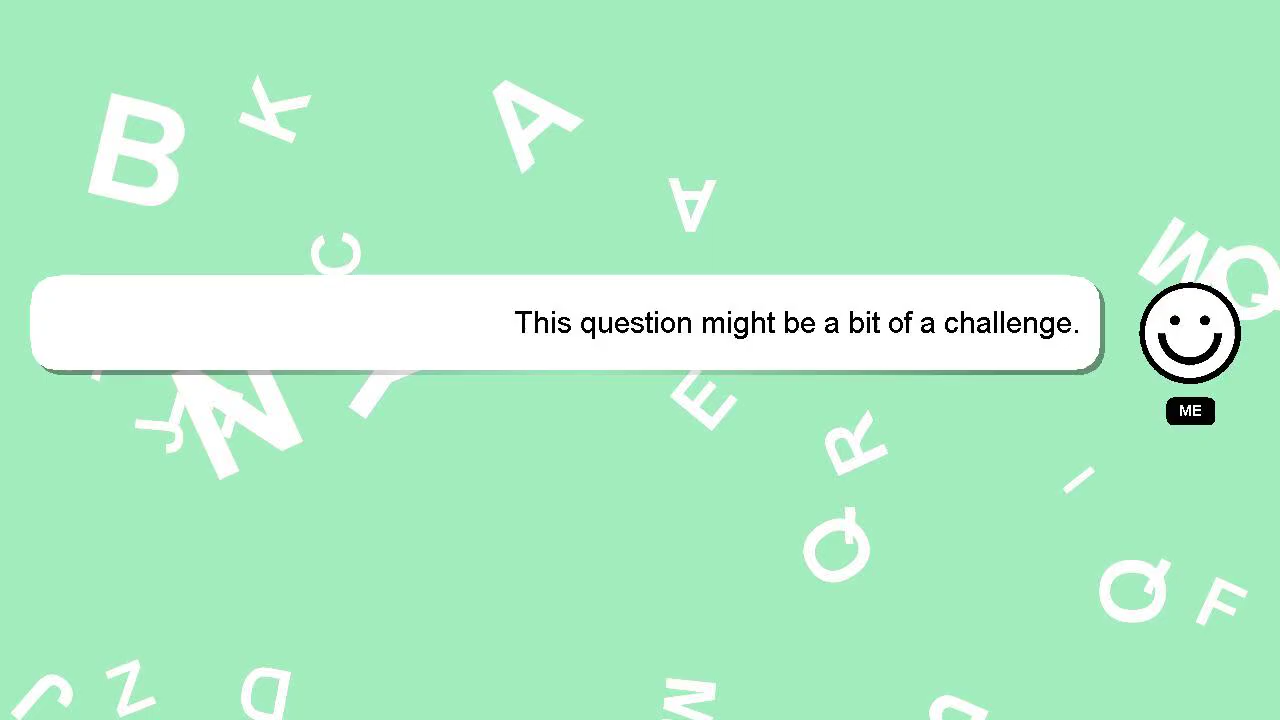 B
K
A
A
C
W
Q
This question might be a bit of a challenge.
ME
J
A
N
Y
E
R
I
Q
Q
F
J
Z
D
M